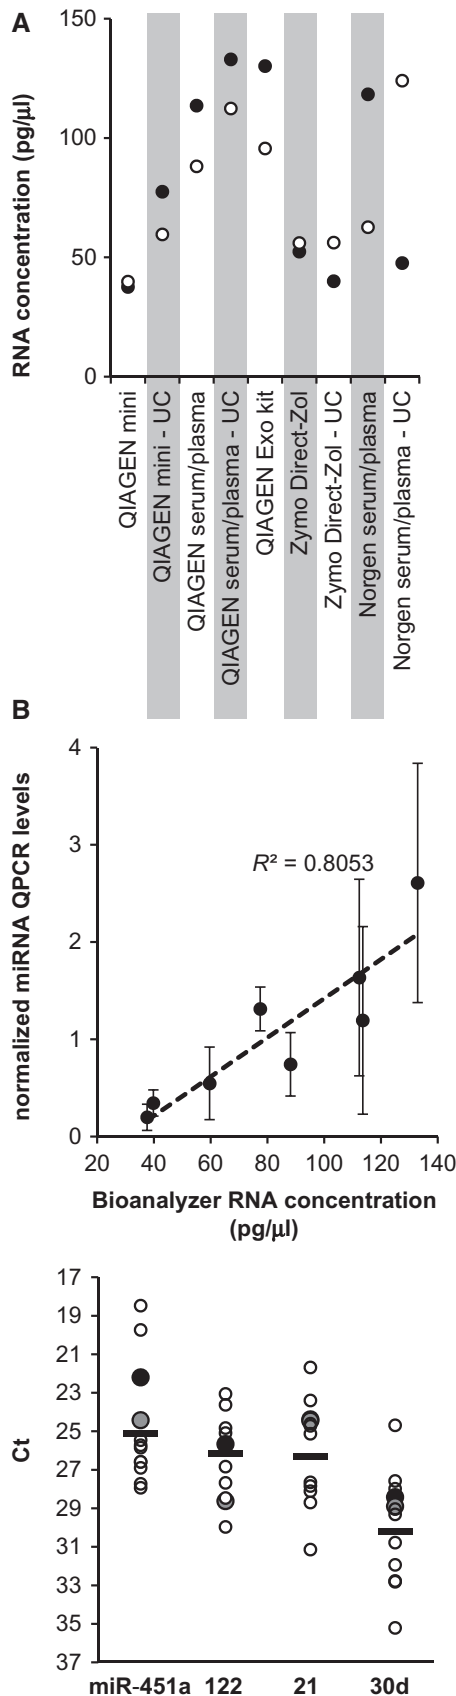 A
RNA concentration (pg/μl)
150
100
50
0
QIAGEN mini
QIAGEN mini - UC
QIAGEN serum/plasma
QIAGEN serum/plasma - UC
QIAGEN Exo kit
Zymo Direct-Zol
Zymo Direct-Zol - UC
Norgen serum/plasma
Norgen serum/plasma - UC
B
normalized miRNA QPCR levels
4
3
2
1
0
R² = 0.8053
20 40 60 80 100 120 140
Bioanalyzer RNA concentration
(pg/μl)
Ct
17
19
21
23
25
27
29
31
33
35
37
miR-451a 122 21 30d